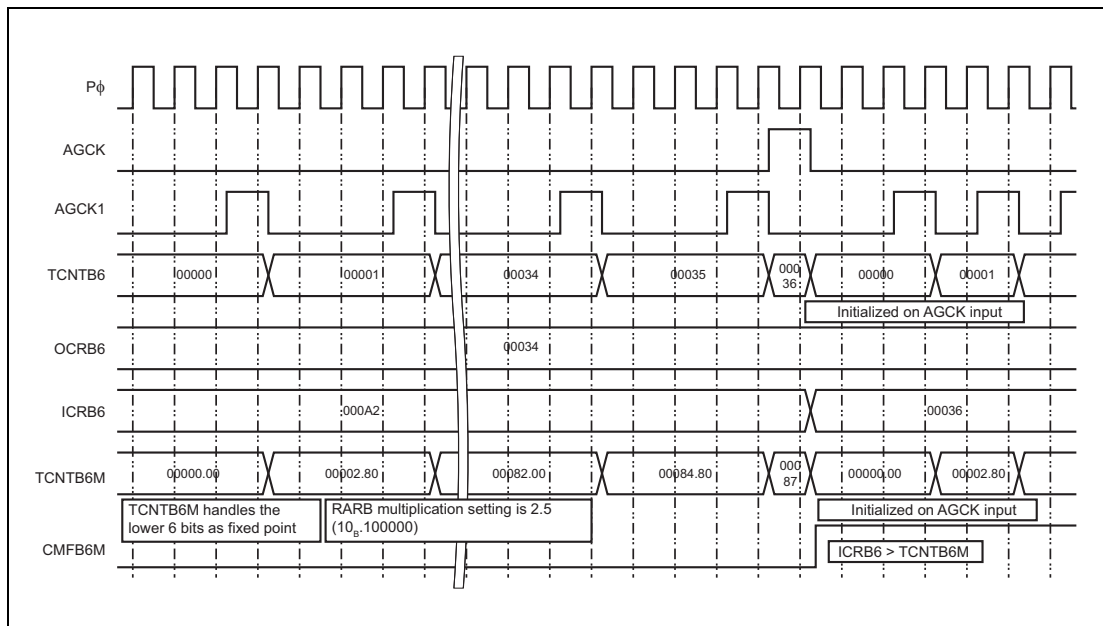 Pϕ
AGCK
AGCK1
TCNTB6
00000
00001
00034
00035
000
36
00000
00001
Initialized on AGCK input
OCRB6
00034
ICRB6
000A2
00036
TCNTB6M
00000.00
00002.80
00082.00
00084.80
000
87
00000.00
00002.80
TCNTB6M handles the
lower 6 bits as fixed point
RARB multiplication setting is 2.5
(10B.100000)
Initialized on AGCK input
CMFB6M
ICRB6 > TCNTB6M